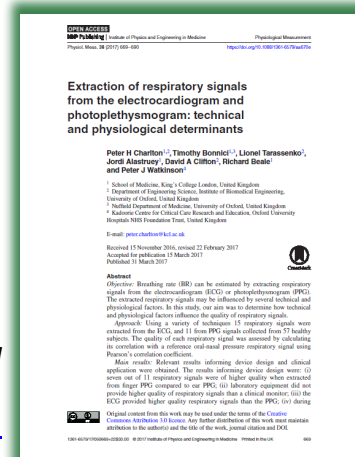 OPEN ACCESS
IOP Publishing | Institute of Physics and Engineering in Medicine Physiological Measurement
Physiol. Meas. 38 (2017) 669–690 https://doi.org/10.1088/1361-6579/aa670e
Extraction of respiratory signals
from the electrocardiogram and
photoplethysmogram: technical
and physiological determinants
Peter H Charlton1,2, Timothy Bonnici1,3, Lionel Tarassenko2,
Jordi Alastruey1, David A Clifton2, Richard Beale1
and Peter J Watkinson4
1 School of Medicine, King's College London, United Kingdom
2 Department of Engineering Science, Institute of Biomedical Engineering,
University of Oxford, United Kingdom
3 Nuffield Department of Medicine, University of Oxford, United Kingdom
4 Kadoorie Centre for Critical Care Research and Education, Oxford University
Hospitals NHS Foundation Trust, United Kingdom
E-mail: peter.charlton@kcl.ac.uk
Received 15 November 2016, revised 22 February 2017
Accepted for publication 15 March 2017
Published 31 March 2017
CrossMark
Abstract
Objective: Breathing rate (BR) can be estimated by extracting respiratory
signals from the electrocardiogram (ECG) or photoplethysmogram (PPG).
The extracted respiratory signals may be influenced by several technical and
physiological factors. In this study, our aim was to determine how technical
and physiological factors influence the quality of respiratory signals.
Approach: Using a variety of techniques 15 respiratory signals were
extracted from the ECG, and 11 from PPG signals collected from 57 healthy
subjects. The quality of each respiratory signal was assessed by calculating
its correlation with a reference oral-nasal pressure respiratory signal using
Pearson's correlation coefficient.
Main results: Relevant results informing device design and clinical
application were obtained. The results informing device design were: (i)
seven out of 11 respiratory signals were of higher quality when extracted
from finger PPG compared to ear PPG; (ii) laboratory equipment did not
provide higher quality of respiratory signals than a clinical monitor; (iii) the
ECG provided higher quality respiratory signals than the PPG; (iv) during
Original content from this work may be used under the terms of the Creative
Commons Attribution 3.0 licence. Any further distribution of this work must maintain
attribution to the author(s) and the title of the work, journal citation and DOI.
© 2017 Institute of Physics and Engineering in Medicine Printed in the UK 669